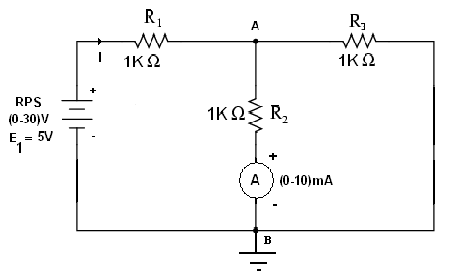 R1
A
R3
I
1KΩ
1KΩ
+
RPS
(0-30)V
E1 = 5V
-
1KΩ
R2
+
A
(0-10)mA
-
B